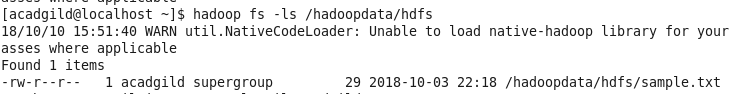 asses where applicable
[acadgild@localhost ~]$ hadoop fs -ls /hadoopdata/hdfs
18/10/10 15:51:40 WARN util.NativeCodeLoader: Unable to load native-hadoop library for your
asses where applicable
Found 1 items
-rw-r--r--   1 acadgild supergroup         29 2018-10-03 22:18 /hadoopdata/hdfs/sample.txt